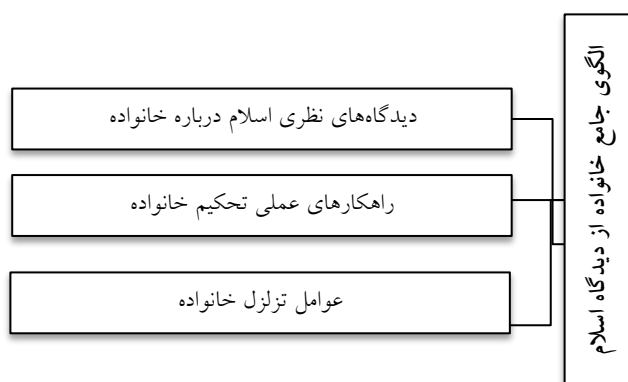 الگوی جامع خانواده از دیدگاه اسلام
دیدگاه‌های نظری اسلام درباره خانواده
راهکارهای عملی تحکیم خانواده
عوامل تزلزل خانواده